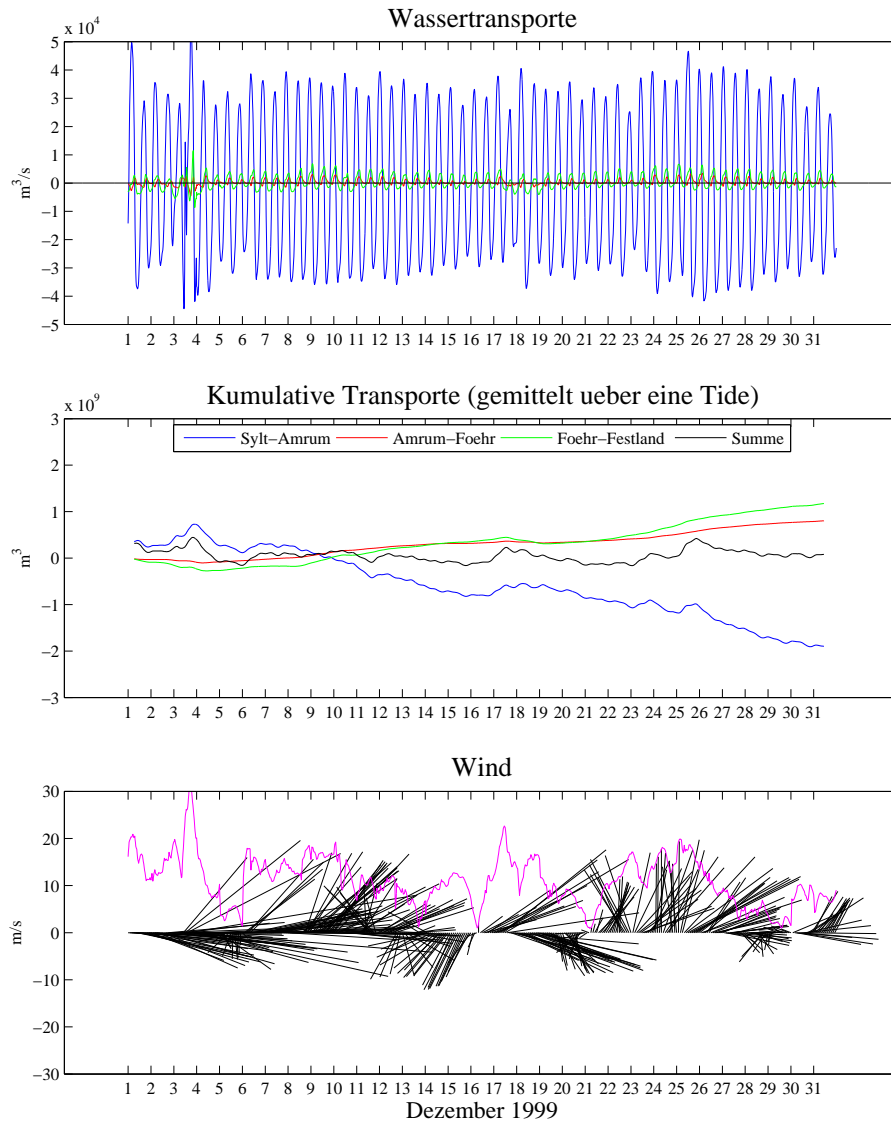 Wassertransporte
x 10^4
5
4
3
2
1
0
−1
−2
−3
−4
−5
m^3/s
1 2 3 4 5 6 7 8 9 10 11 12 13 14 15 16 17 18 19 20 21 22 23 24 25 26 27 28 29 30 31
Kumulative Transporte (gemittelt ueber eine Tide)
x 10^9
Sylt−Amrum Amrum−Foehr Foehr−Festland Summe
3
2
1
0
−1
−2
−3
m^3
1 2 3 4 5 6 7 8 9 10 11 12 13 14 15 16 17 18 19 20 21 22 23 24 25 26 27 28 29 30 31
Wind
30
20
10
0
−10
−20
−30
m/s
1 2 3 4 5 6 7 8 9 10 11 12 13 14 15 16 17 18 19 20 21 22 23 24 25 26 27 28 29 30 31
Dezember 1999